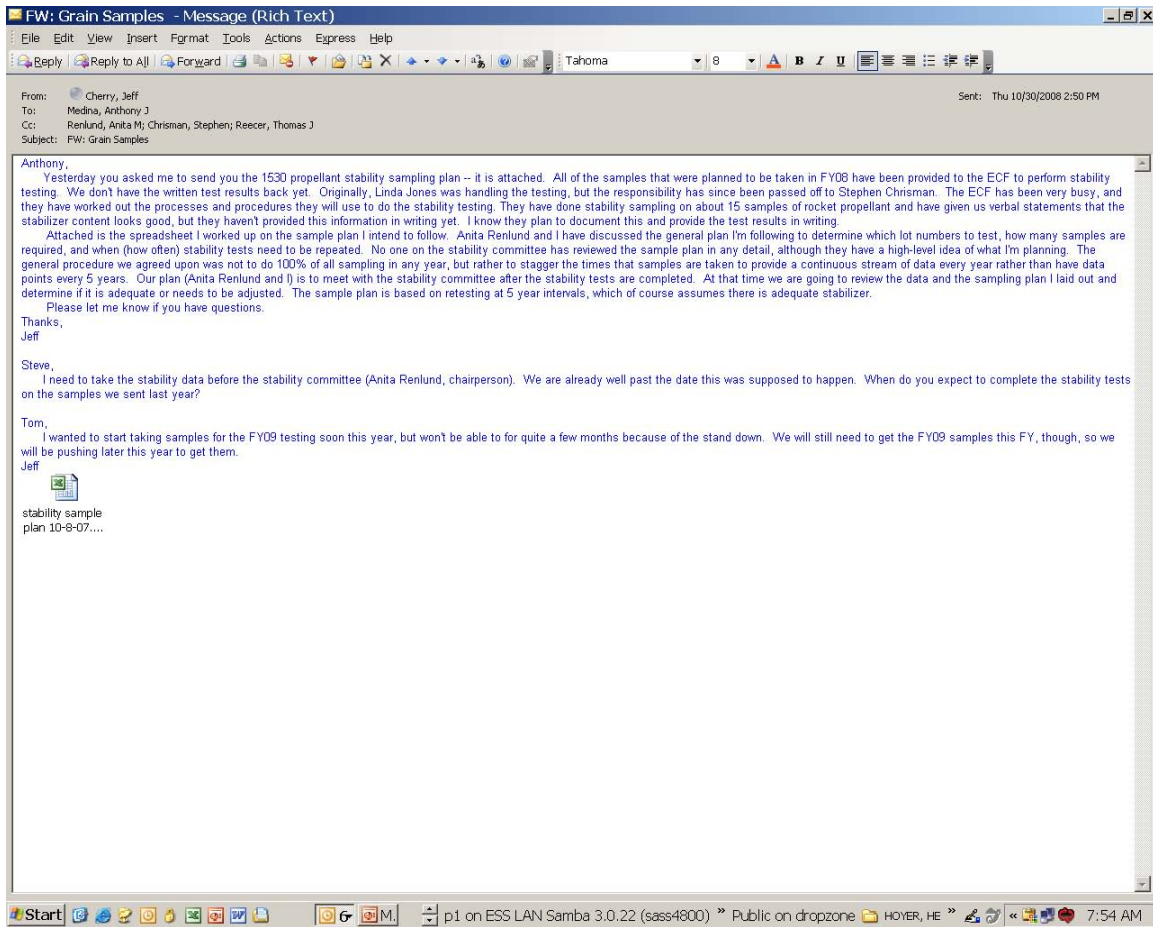 FW: Grain Samples - Message (Rich Text)
File Edit View Insert Format Tools Actions Express Help
Reply Reply to All Forward Tahoma 8 A B I U
From: Cherry, Jeff Sent: Thu 10/30/2008 2:50 PM
To: Medina, Anthony J
Cc: Renlund, Anita M; Chrisman, Stephen; Reecer, Thomas J
Subject: FW: Grain Samples
Anthony,
Yesterday you asked me to send you the 1530 propellant stability sampling plan -- it is attached. All of the samples that were planned to be taken in FY08 have been provided to the ECF to perform stability
testing. We don't have the written test results back yet. Originally, Linda Jones was handling the testing, but the responsibility has since been passed off to Stephen Chrisman. The ECF has been very busy, and
they have worked out the processes and procedures they will use to do the stability testing. They have done stability sampling on about 15 samples of rocket propellant and have given us verbal statements that the
stabilizer content looks good, but they haven't provided this information in writing yet. I know they plan to document this and provide the test results in writing.
Attached is the spreadsheet I worked up on the sample plan I intend to follow. Anita Renlund and I have discussed the general plan I'm following to determine which lot numbers to test, how many samples are
required, and when (how often) stability tests need to be repeated. No one on the stability committee has reviewed the sample plan in any detail, although they have a high-level idea of what I'm planning. The
general procedure we agreed upon was not to do 100% of all sampling in any year, but rather to stagger the times that samples are taken to provide a continuous stream of data every year rather than have data
points every 5 years. Our plan (Anita Renlund and I) is to meet with the stability committee after the stability tests are completed. At that time we are going to review the data and the sampling plan I laid out and
determine if it is adequate or needs to be adjusted. The sample plan is based on retesting at 5 year intervals, which of course assumes there is adequate stabilizer.
Please let me know if you have questions.
Thanks,
Jeff
Steve,
I need to take the stability data before the stability committee (Anita Renlund, chairperson). We are already well past the date this was supposed to happen. When do you expect to complete the stability tests
on the samples we sent last year?
Tom,
I wanted to start taking samples for the FY09 testing soon this year, but won't be able to for quite a few months because of the stand down. We will still need to get the FY09 samples this FY, though, so we
will be pushing later this year to get them.
Jeff
stability sample
plan 10-8-07....
Start M. p1 on ESS LAN Samba 3.0.22 (sass4800) » Public on dropzone HOYER, HE » « 7:54 AM